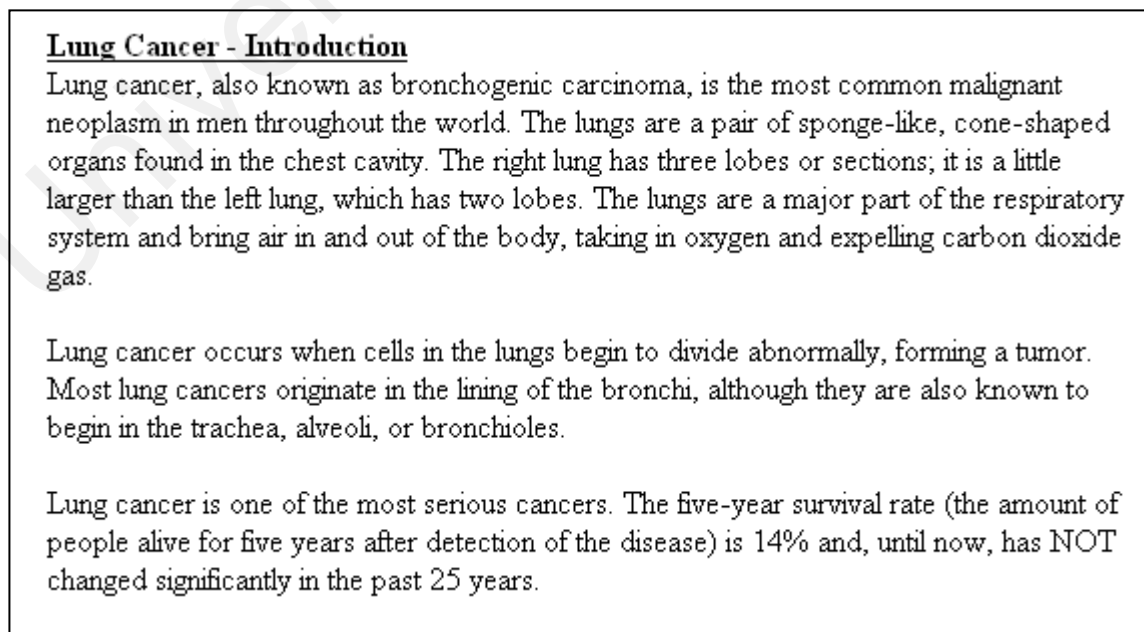 Lung Cancer - Introduction
Lung cancer, also known as bronchogenic carcinoma, is the most common malignant
neoplasm in men throughout the world. The lungs are a pair of sponge-like, cone-shaped
organs found in the chest cavity. The right lung has three lobes or sections; it is a little
larger than the left lung, which has two lobes. The lungs are a major part of the respiratory
system and bring air in and out of the body, taking in oxygen and expelling carbon dioxide
gas.
Lung cancer occurs when cells in the lungs begin to divide abnormally, forming a tumor.
Most lung cancers originate in the lining of the bronchi, although they are also known to
begin in the trachea, alveoli, or bronchioles.
Lung cancer is one of the most serious cancers. The five-year survival rate (the amount of
people alive for five years after detection of the disease) is 14% and, until now, has NOT
changed significantly in the past 25 years.